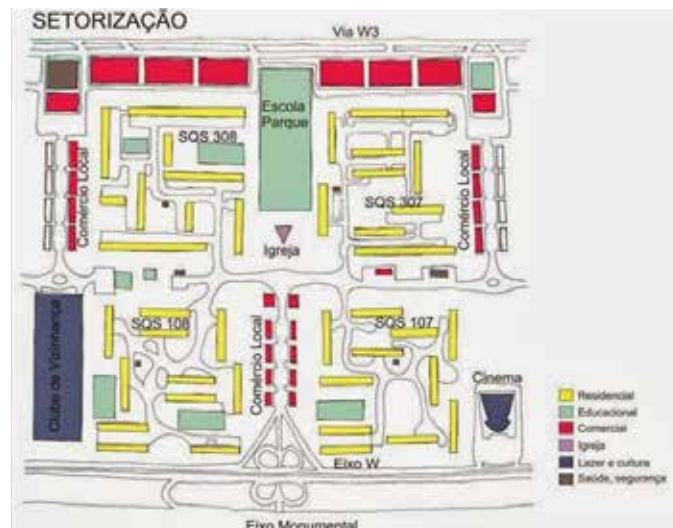 SETORIZAÇÃO
Via W3
Escola
Parque
SQS 308
SQS 307
Comércio Local
Comércio Local
Igreja
Clube de Vizinhança
SQS 108
Comércio Local
SQS 107
Cinema
Residencial
Educacional
Comercial
Igreja
Lazer e cultura
Saúde, segurança
Eixo W
Eixo Monumental